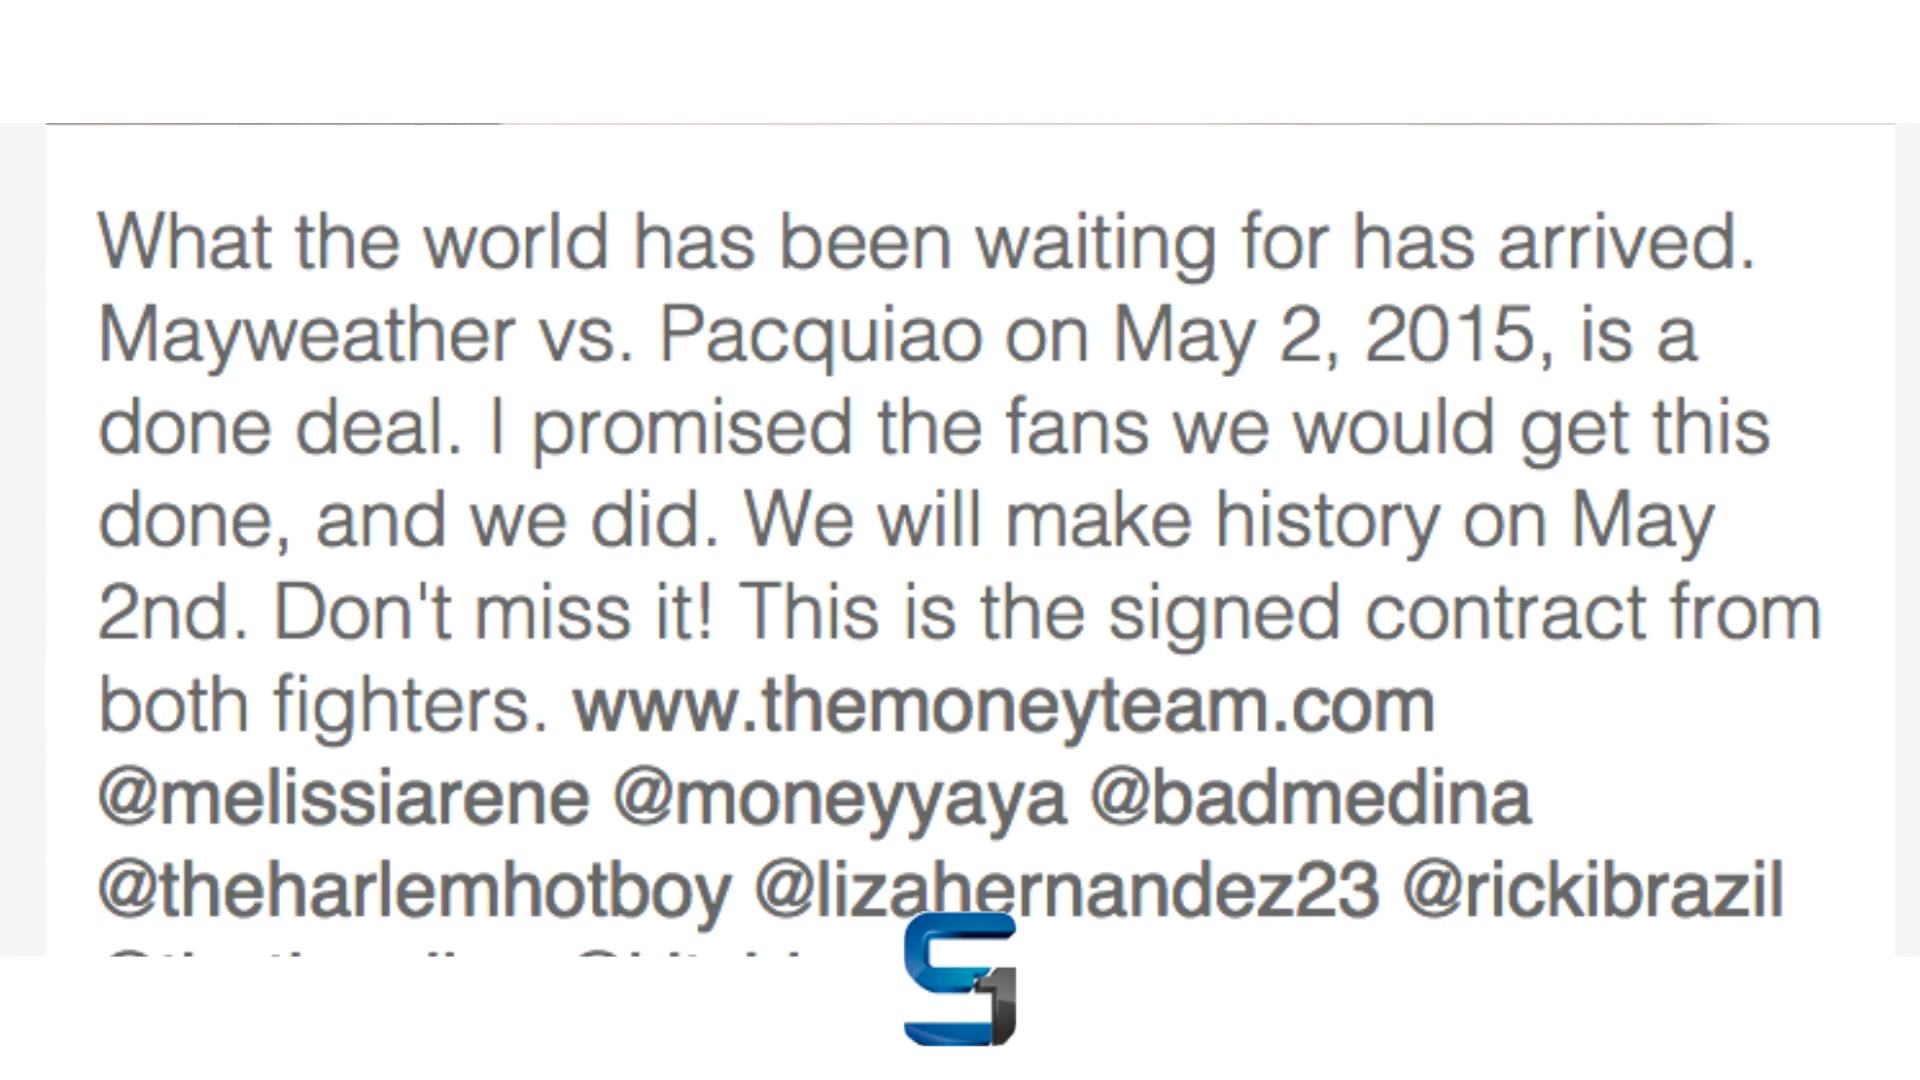 What the world has been waiting for has arrived.
Mayweather vs. Pacquiao on May 2, 2015, is a
done deal. I promised the fans we would get this
done, and we did. We will make history on May
2nd. Don't miss it! This is the signed contract from
both fighters. www.themoneyteam.com
@melissiarene @moneyyaya @badmedina
@theharlemhotboy @lizahernandez23 @rickibrazil
S1